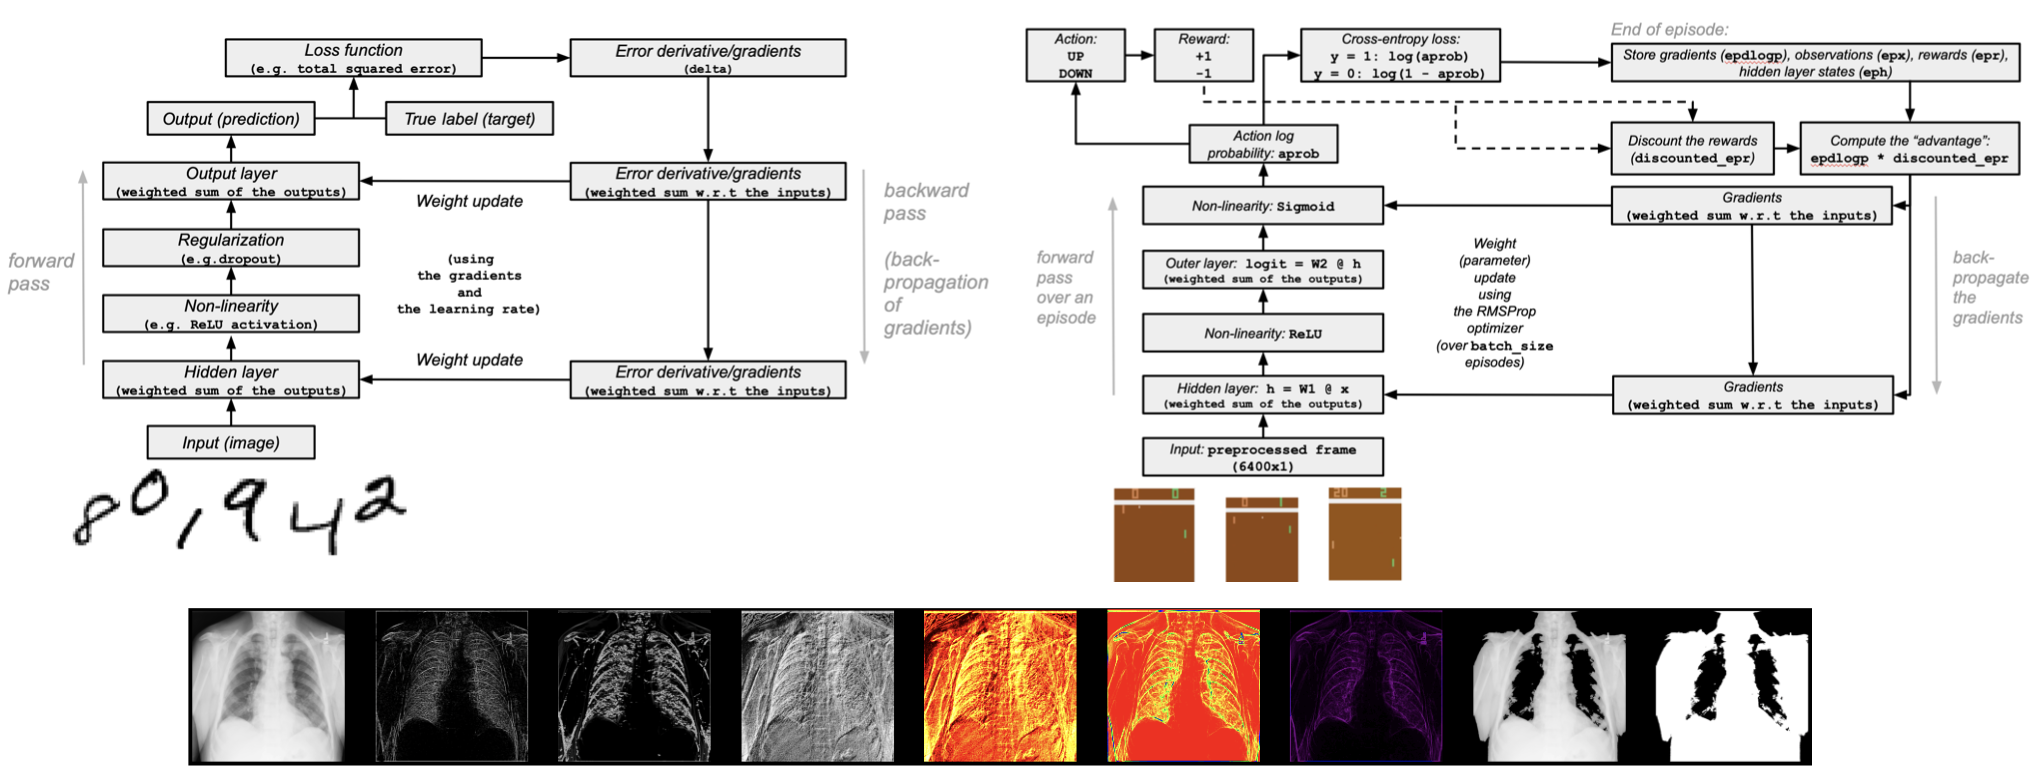 Loss function
(e.g. total squared error)
Error derivative/gradients
(delta)
Output (prediction)
True label (target)
Output layer
(weighted sum of the outputs)
Error derivative/gradients
(weighted sum w.r.t the inputs)
Weight update
Regularization
(e.g.dropout)
(using
the gradients
and
the learning rate)
Non-linearity
(e.g. ReLU activation)
Weight update
Hidden layer
(weighted sum of the outputs)
Error derivative/gradients
(weighted sum w.r.t the inputs)
Input (image)
forward
pass
backward
pass
(back-
propagation
of
gradients)
80,942
Action:
UP
DOWN
Reward:
+1
-1
Cross-entropy loss:
y = 1: log(aprob)
y = 0: log(1 - aprob)
End of episode:
Store gradients (epdlogp), observations (epx), rewards (epr),
hidden layer states (eph)
Action log
probability: aprob
Discount the rewards
(discounted_epr)
Compute the “advantage”:
epdlogp * discounted_epr
Non-linearity: Sigmoid
Gradients
(weighted sum w.r.t the inputs)
Outer layer: logit = W2 @ h
(weighted sum of the outputs)
Weight
(parameter)
update
using
the RMSProp
optimizer
(over batch_size
episodes)
Non-linearity: ReLU
Hidden layer: h = W1 @ x
(weighted sum of the outputs)
Gradients
(weighted sum w.r.t the inputs)
Input: preprocessed frame
(6400x1)
forward
pass
over an
episode
back-
propagate
the
gradients
0 0
0 1
20 2